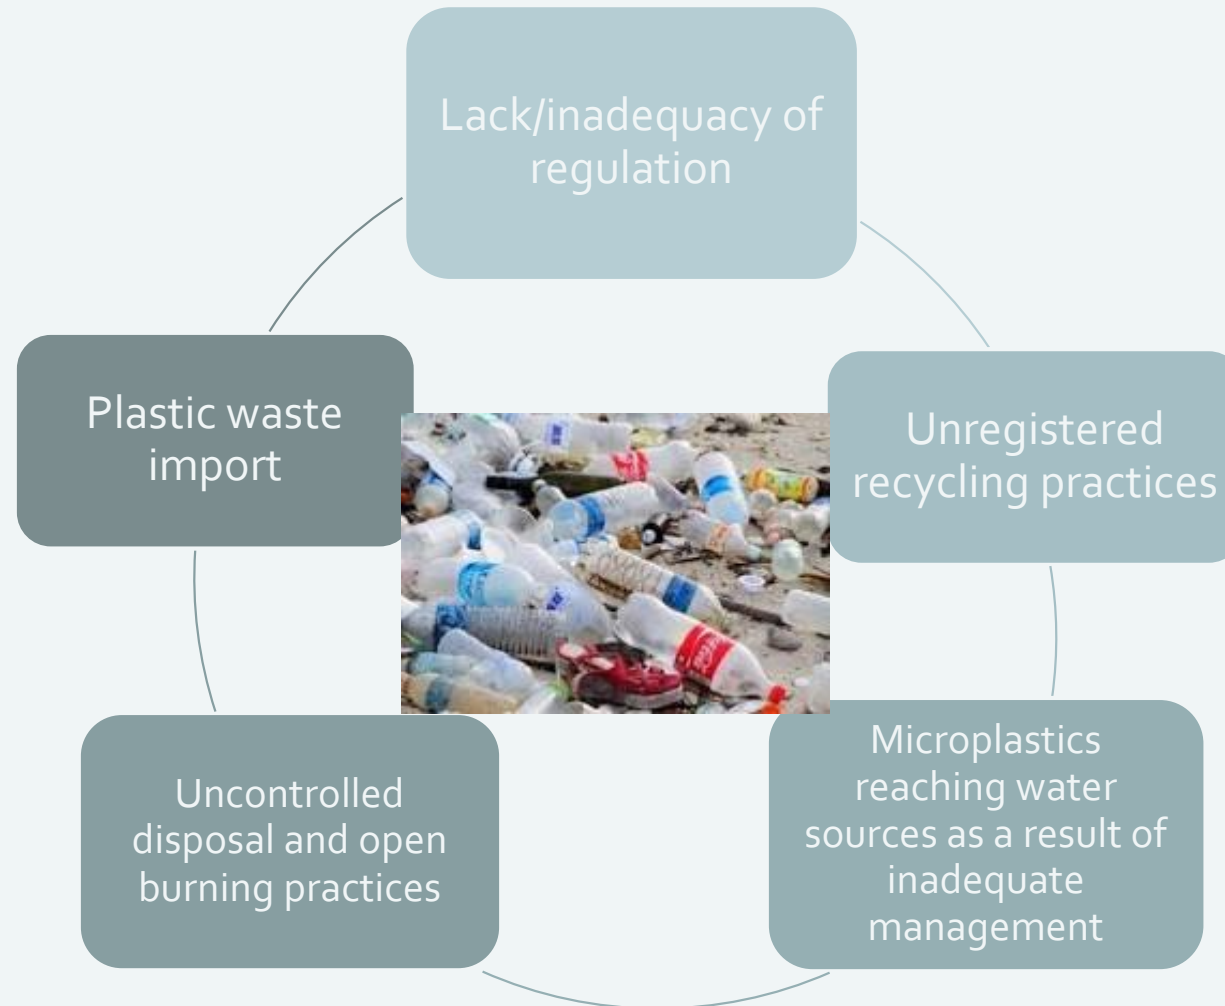 Lack/inadequacy of
regulation
Unregistered
recycling practices
Microplastics
reaching water
sources as a result of
inadequate
management
Uncontrolled
disposal and open
burning practices
Plastic waste
import